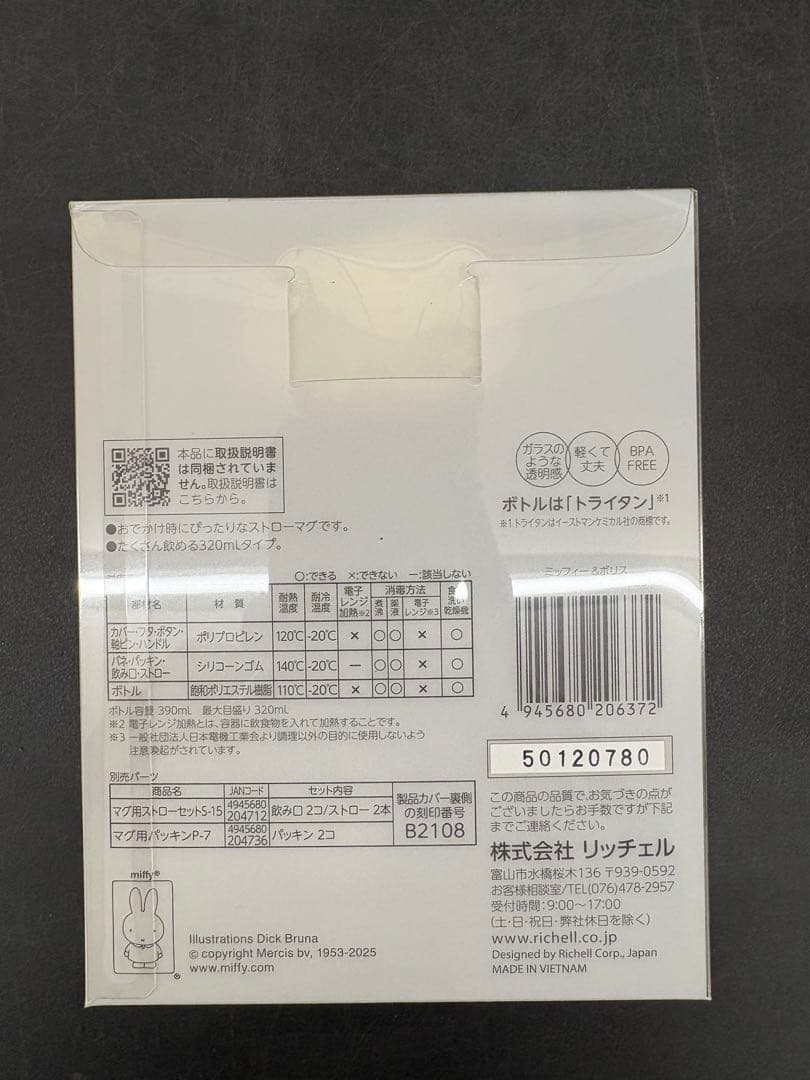 本品に取扱説明書
は同梱されていま
せん。取扱説明書は
こちらから。
ガラスの
ような
透明感
軽くて
丈夫
BPA
FREE
ボトルは「トライタン」※1
※1 トライタンはイーストマンケミカル社の商標です。
●おでかけ時にぴったりなストローマグです。
●たくさん飲める320mLタイプ。
○:できる ×:できない ー:該当しない
部材名 材質 耐熱温度 耐冷温度 電子レンジ加熱※2 消毒方法 煮沸 薬液 電子レンジ※3 洗い乾燥機
カバー・フタ・ボタン・軸ピン・ハンドル ポリプロピレン 120℃ -20℃ × ○ ○ × ○
バネ・パッキン・飲み口・ストロー シリコーンゴム 140℃ -20℃ ー ○ ○ × ○
ボトル 飽和ポリエステル樹脂 110℃ -20℃ × ○ ○ × ○
ボトル容量 390mL 最大目盛り 320mL
※2 電子レンジ加熱とは、容器に飲食物を入れて加熱することです。
※3 一般社団法人日本電機工業会より調理以外の目的に使用しないよう
注意喚起がされています。
別売パーツ
商品名 JANコード セット内容
マグ用ストローセットS-15 4945680 204712 飲み口 2コ/ストロー 2本
マグ用パッキンP-7 4945680 204736 パッキン 2コ
製品カバー裏側
の刻印番号
B2108
miffy®
®
Illustrations Dick Bruna
© copyright Mercis bv, 1953-2025
www.miffy.com
ミッフィー&ボリス
4 945680 206372
50120780
この商品の品質で、お気づきの点が
ございましたらお手数ですが下記
までご連絡ください。
株式会社 リッチェル
富山市水橋桜木136 〒939-0592
お客様相談室/TEL(076)478-2957
受付時間:9:00〜17:00
(土・日・祝日・弊社休日を除く)
www.richell.co.jp
Designed by Richell Corp., Japan
MADE IN VIETNAM